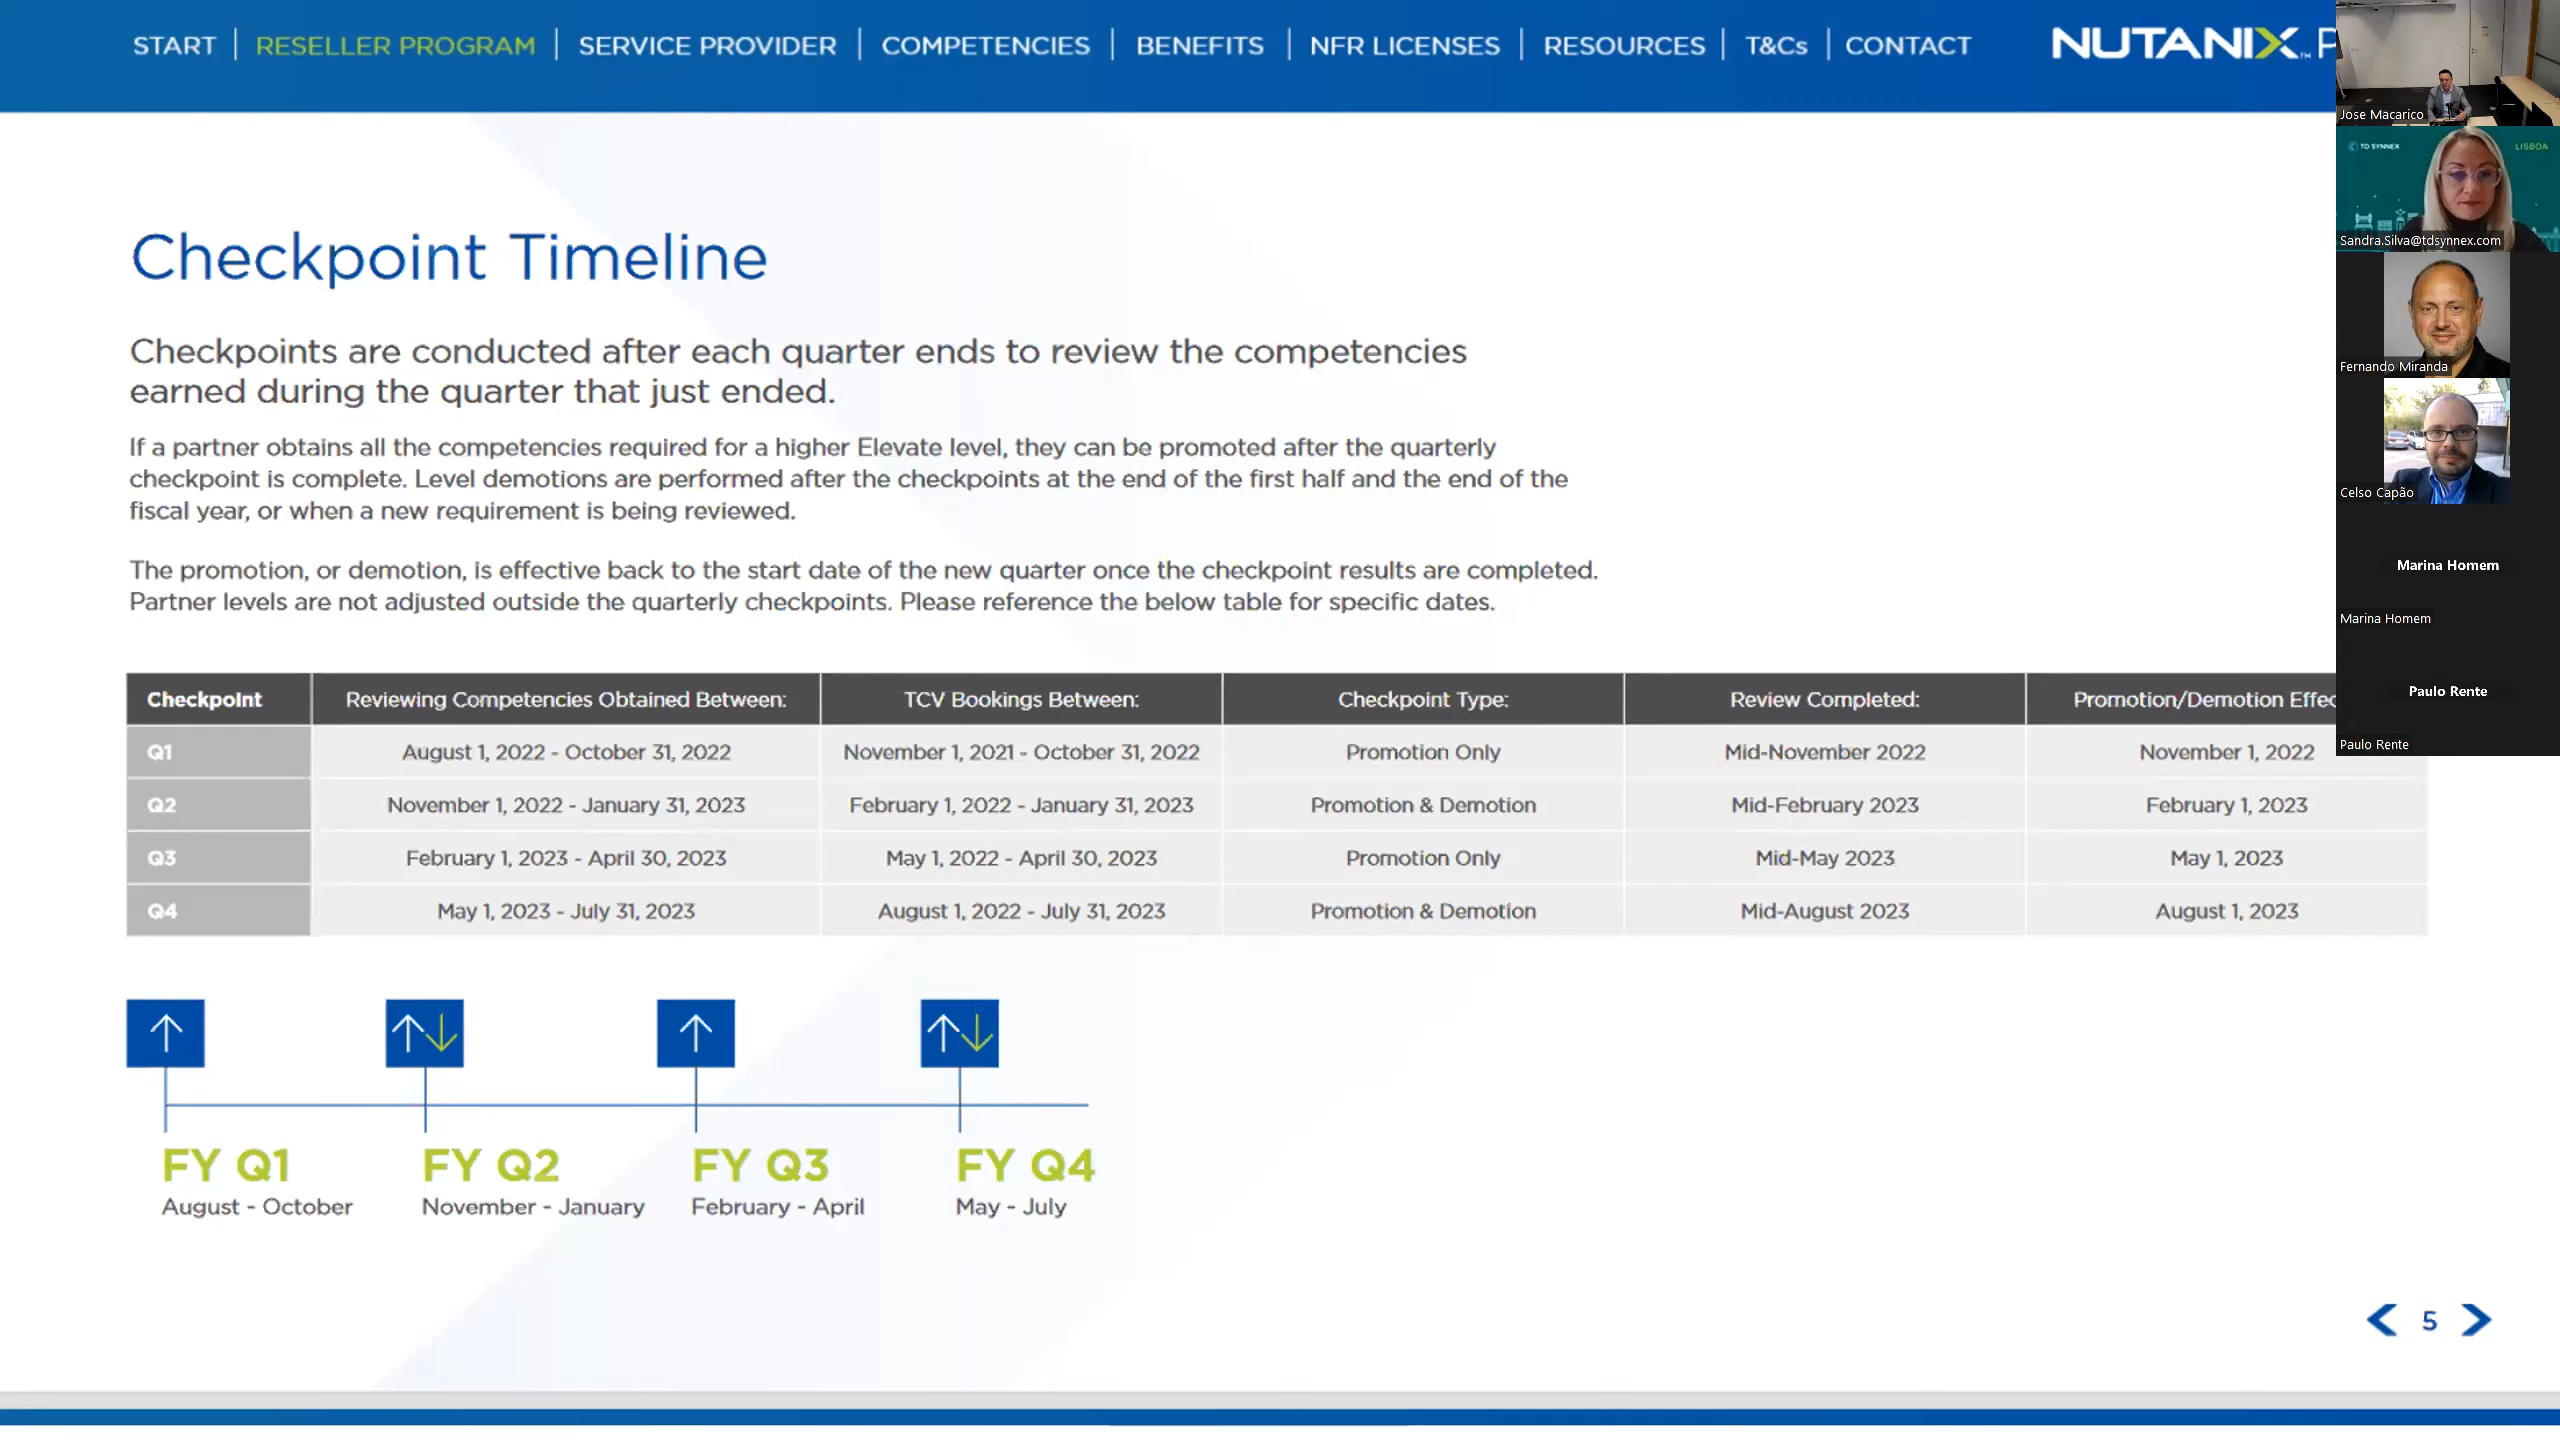 START | RESELLER PROGRAM | SERVICE PROVIDER | COMPETENCIES | BENEFITS | NFR LICENSES | RESOURCES | T&Cs | CONTACT
NUTANIX™ P
Checkpoint Timeline
Checkpoints are conducted after each quarter ends to review the competencies
earned during the quarter that just ended.
If a partner obtains all the competencies required for a higher Elevate level, they can be promoted after the quarterly
checkpoint is complete. Level demotions are performed after the checkpoints at the end of the first half and the end of the
fiscal year, or when a new requirement is being reviewed.
The promotion, or demotion, is effective back to the start date of the new quarter once the checkpoint results are completed.
Partner levels are not adjusted outside the quarterly checkpoints. Please reference the below table for specific dates.
Checkpoint Reviewing Competencies Obtained Between: TCV Bookings Between: Checkpoint Type: Review Completed: Promotion/Demotion Effec
Q1 August 1, 2022 - October 31, 2022 November 1, 2021 - October 31, 2022 Promotion Only Mid-November 2022 November 1, 2022
Q2 November 1, 2022 - January 31, 2023 February 1, 2022 - January 31, 2023 Promotion & Demotion Mid-February 2023 February 1, 2023
Q3 February 1, 2023 - April 30, 2023 May 1, 2022 - April 30, 2023 Promotion Only Mid-May 2023 May 1, 2023
Q4 May 1, 2023 - July 31, 2023 August 1, 2022 - July 31, 2023 Promotion & Demotion Mid-August 2023 August 1, 2023
FY Q1 FY Q2 FY Q3 FY Q4
August - October November - January February - April May - July
5
Jose Macarico
TD SYNNEX LISBOA
Sandra.Silva@tdsynnex.com
Fernando Miranda
Celso Capão
Marina Homem
Marina Homem
Paulo Rente
Paulo Rente